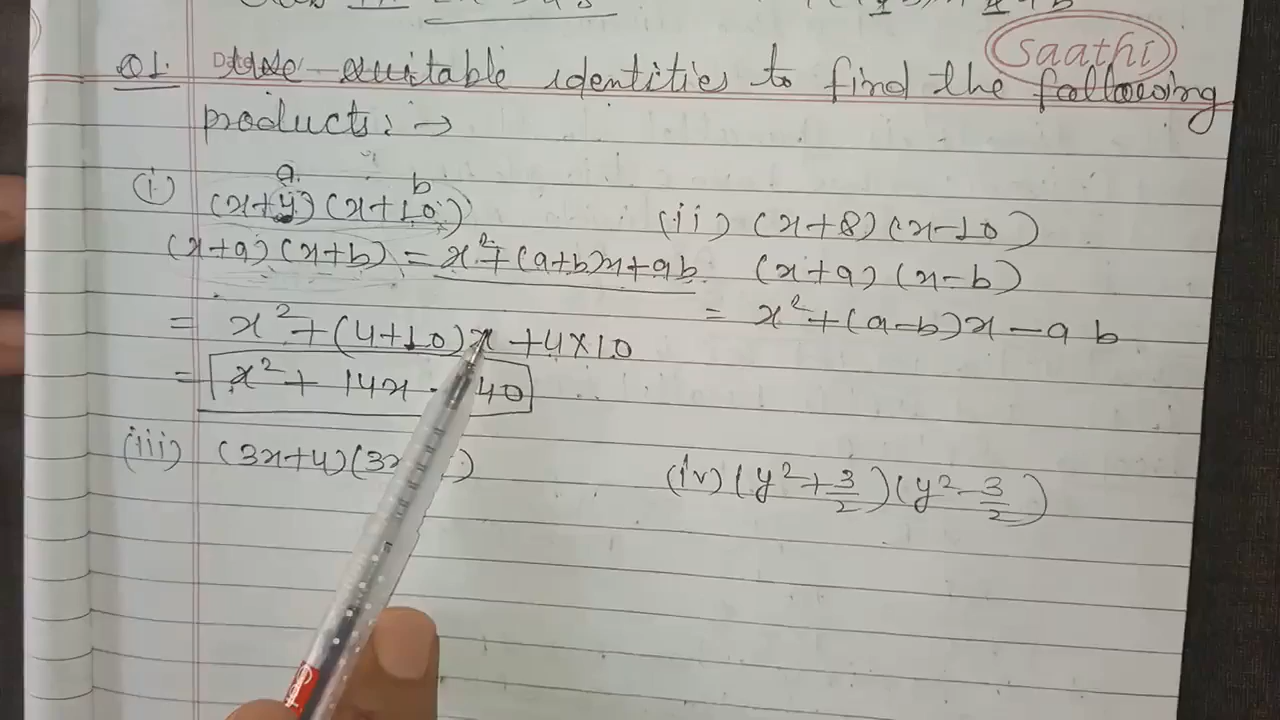 Saathi
Q1. Use suitable identities to find the following
products: →
a b
(i) (x+4) (x+10) (ii) (x+8) (x-10)
(x+a) (x+b) = x²+(a+b)x+ab (x+a) (x-b)
= x²+(4+10)x+4×10 = x²+(a-b)x-ab
= x²+ 14x 40
(iii) (3x+4)(3x ) (iv) (y²+3/2)(y²-3/2)